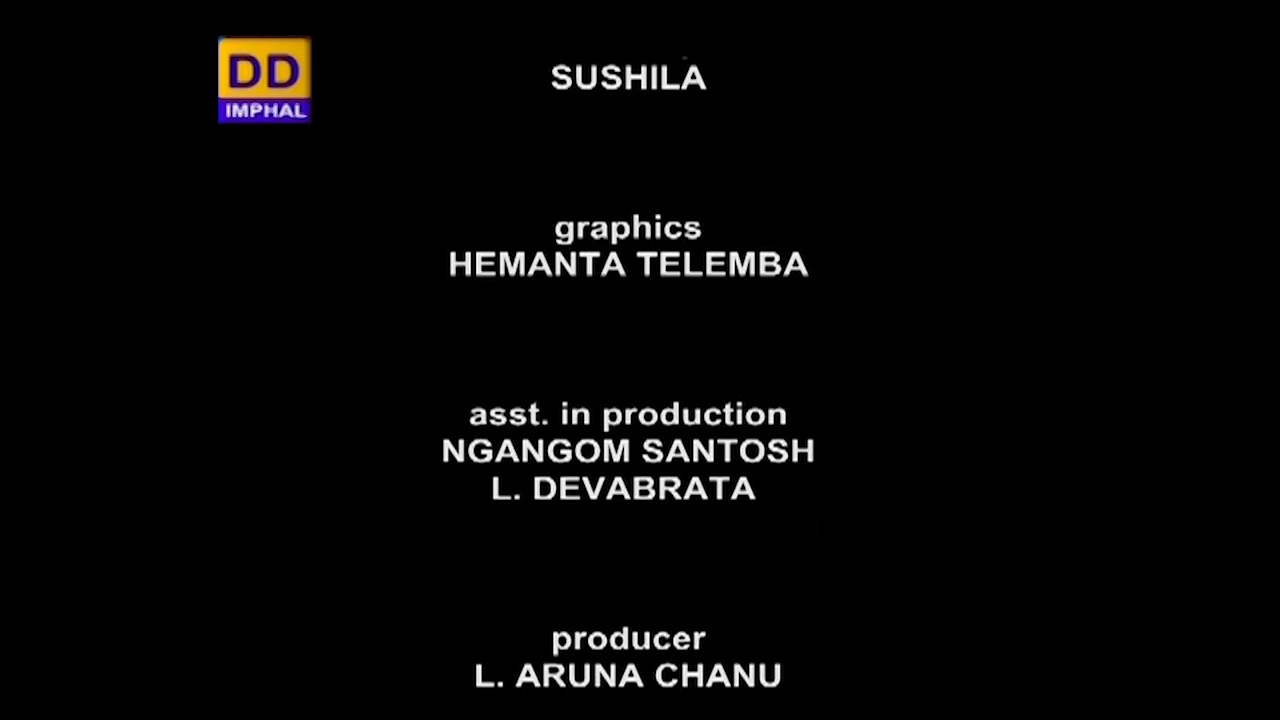 DD
IMPHAL
SUSHILA
graphics
HEMANTA TELEMBA
asst. in production
NGANGOM SANTOSH
L. DEVABRATA
producer
L. ARUNA CHANU